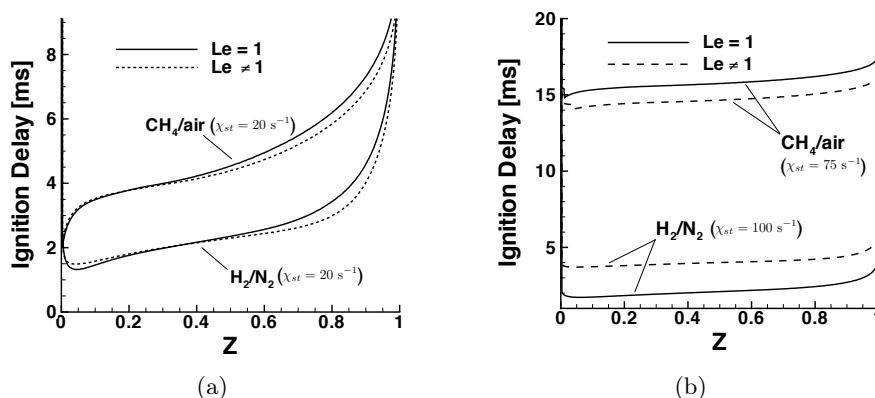 Ignition Delay [ms]
8
6
4
2
0
0
0.2
0.4
0.6
0.8
1
Z
Le = 1
Le ≠ 1
CH₄/air (χst = 20 s⁻¹)
H₂/N₂ (χst = 20 s⁻¹)
(a)
Ignition Delay [ms]
20
15
10
5
0
0.2
0.4
0.6
0.8
1
Z
Le = 1
Le ≠ 1
CH₄/air
(χst = 75 s⁻¹)
H₂/N₂ (χst = 100 s⁻¹)
(b)